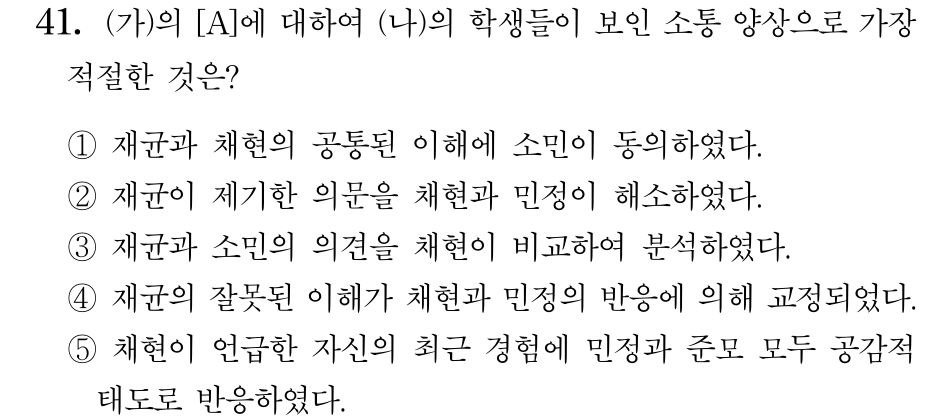 41. (가)의 [A]에 대하여 (나)의 학생들이 보인 소통 양상으로 가장
적절한 것은?
① 재균과 채현의 공통된 이해에 소민이 동의하였다.
② 재균이 제기한 의문을 채현과 민정이 해소하였다.
③ 재균과 소민의 의견을 채현이 비교하여 분석하였다.
④ 재균의 잘못된 이해가 채현과 민정의 반응에 의해 교정되었다.
⑤ 채현이 언급한 자신의 최근 경험에 민정과 준모 모두 공감적
태도로 반응하였다.